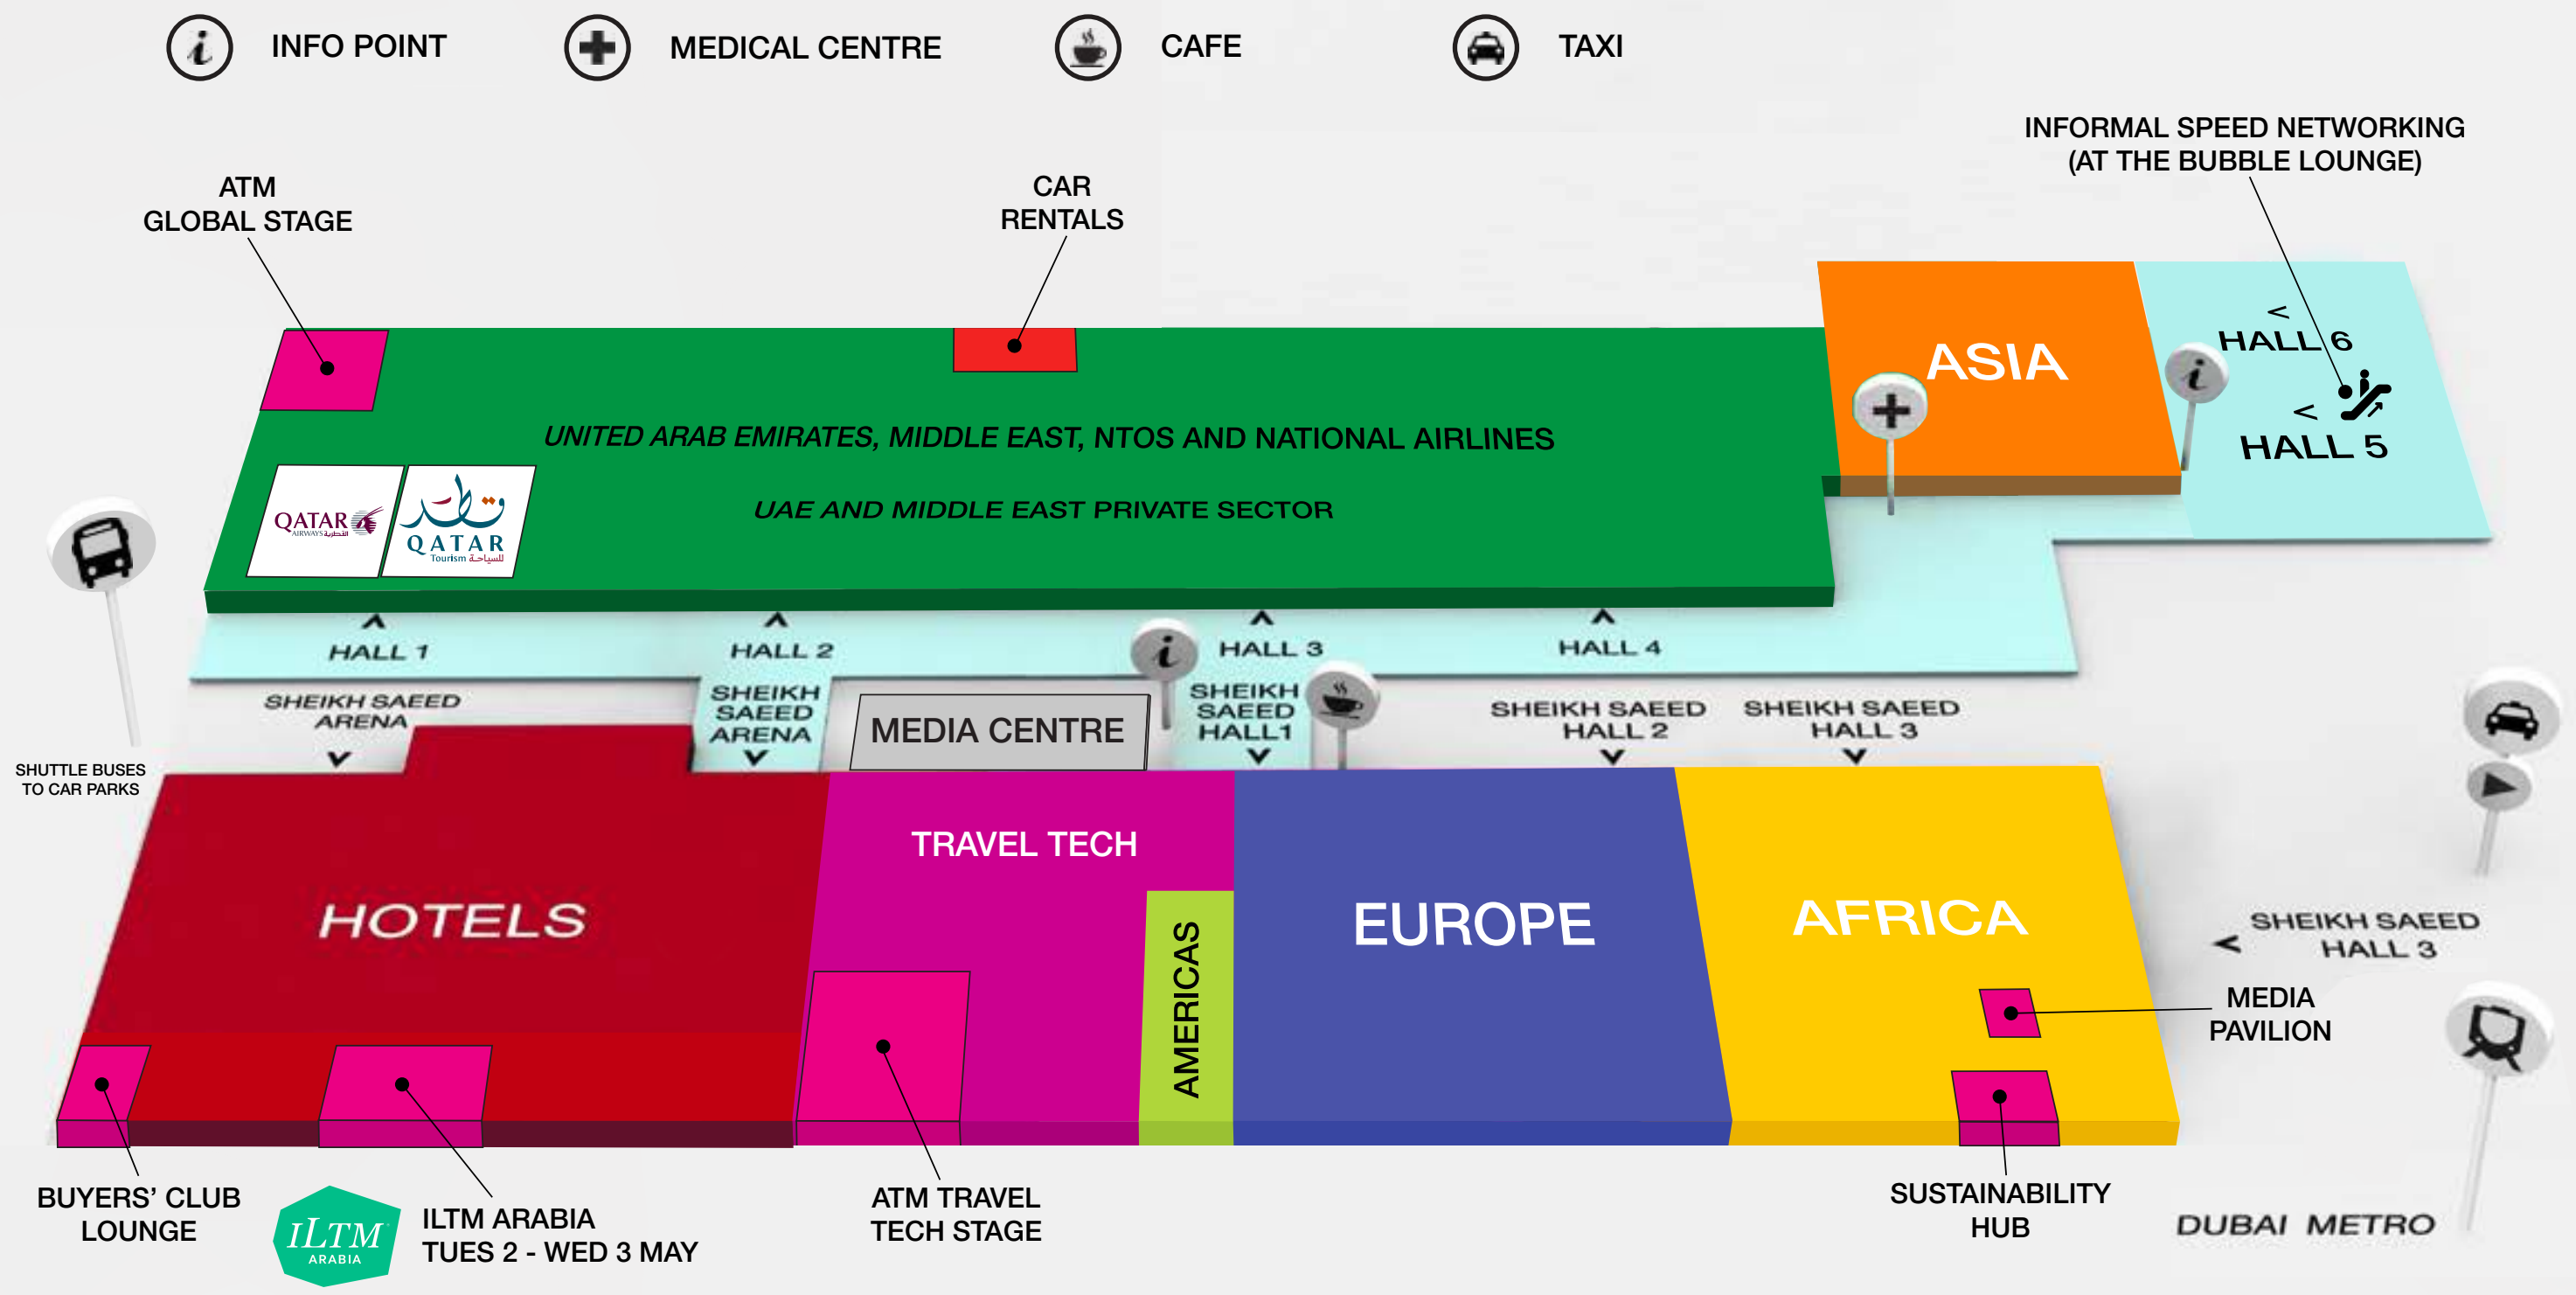 INFO POINT
MEDICAL CENTRE
CAFE
TAXI
INFORMAL SPEED NETWORKING
(AT THE BUBBLE LOUNGE)
ATM
GLOBAL STAGE
CAR
RENTALS
<
HALL 6
ASIA
<
HALL 5
UNITED ARAB EMIRATES, MIDDLE EAST, NTOS AND NATIONAL AIRLINES
UAE AND MIDDLE EAST PRIVATE SECTOR
QATAR
AIRWAYS القطرية
قطر
QATAR
Tourism للسياحة
HALL 1
HALL 2
HALL 3
HALL 4
SHEIKH SAEED
ARENA
SHEIKH
SAEED
ARENA
MEDIA CENTRE
SHEIKH
SAEED
HALL1
SHEIKH SAEED
HALL 2
SHEIKH SAEED
HALL 3
SHUTTLE BUSES
TO CAR PARKS
HOTELS
TRAVEL TECH
AMERICAS
EUROPE
AFRICA
SHEIKH SAEED
< HALL 3
MEDIA
PAVILION
BUYERS’ CLUB
LOUNGE
ILTM
ARABIA
ILTM ARABIA
TUES 2 - WED 3 MAY
ATM TRAVEL
TECH STAGE
SUSTAINABILITY
HUB
DUBAI METRO